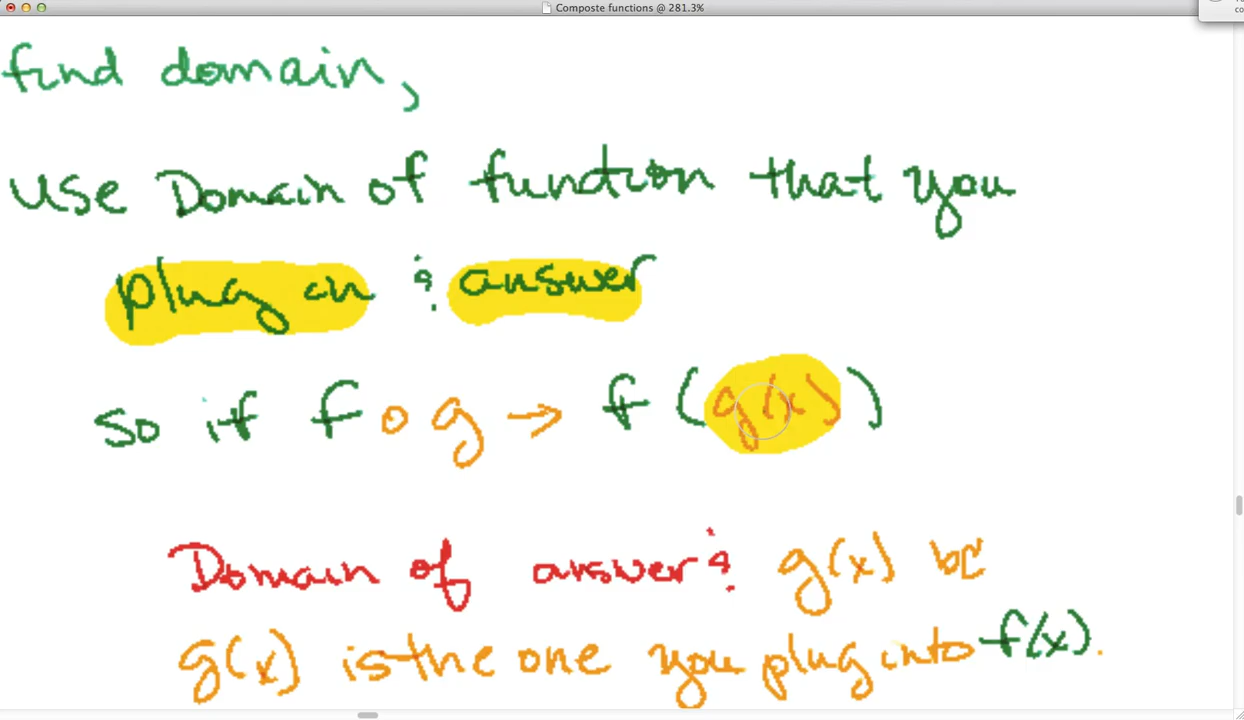 Composte functions @ 281.3%
co
find domain,
Use Domain of function that you
plug in & answer
so if f o g → f (g(x))
Domain of answer & g(x) bc
g(x) is the one you plug into f(x).